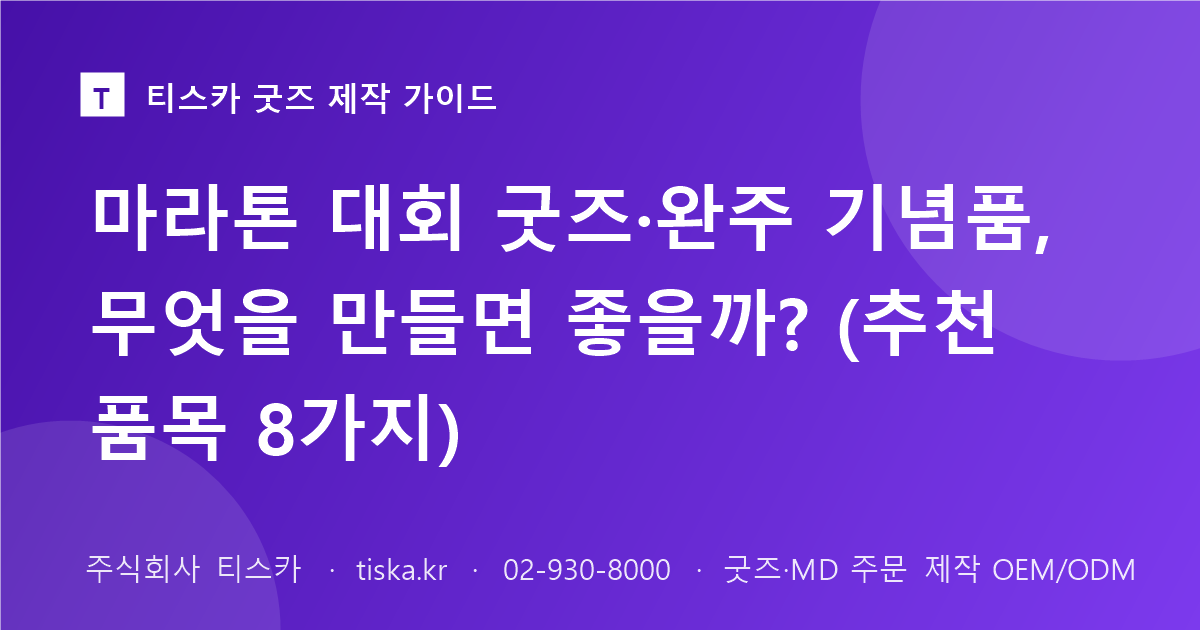 T 티스카 굿즈 제작 가이드
마라톤 대회 굿즈·완주 기념품,
무엇을 만들면 좋을까? (추천
품목 8가지)
주식회사 티스카 · tiska.kr · 02-930-8000 · 굿즈·MD 주문 제작 OEM/ODM